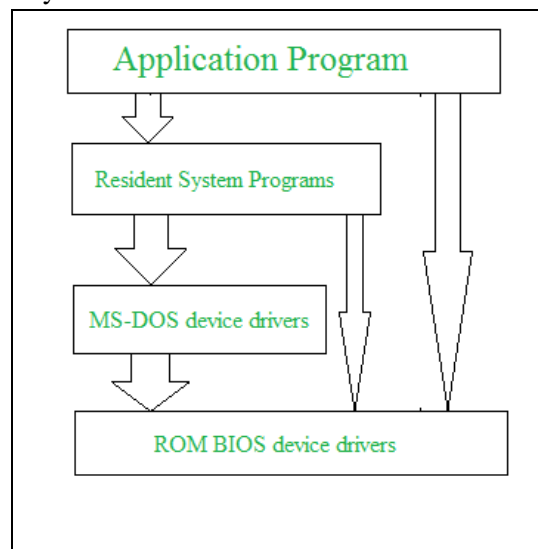 Application Program
Resident System Programs
MS-DOS device drivers
ROM BIOS device drivers